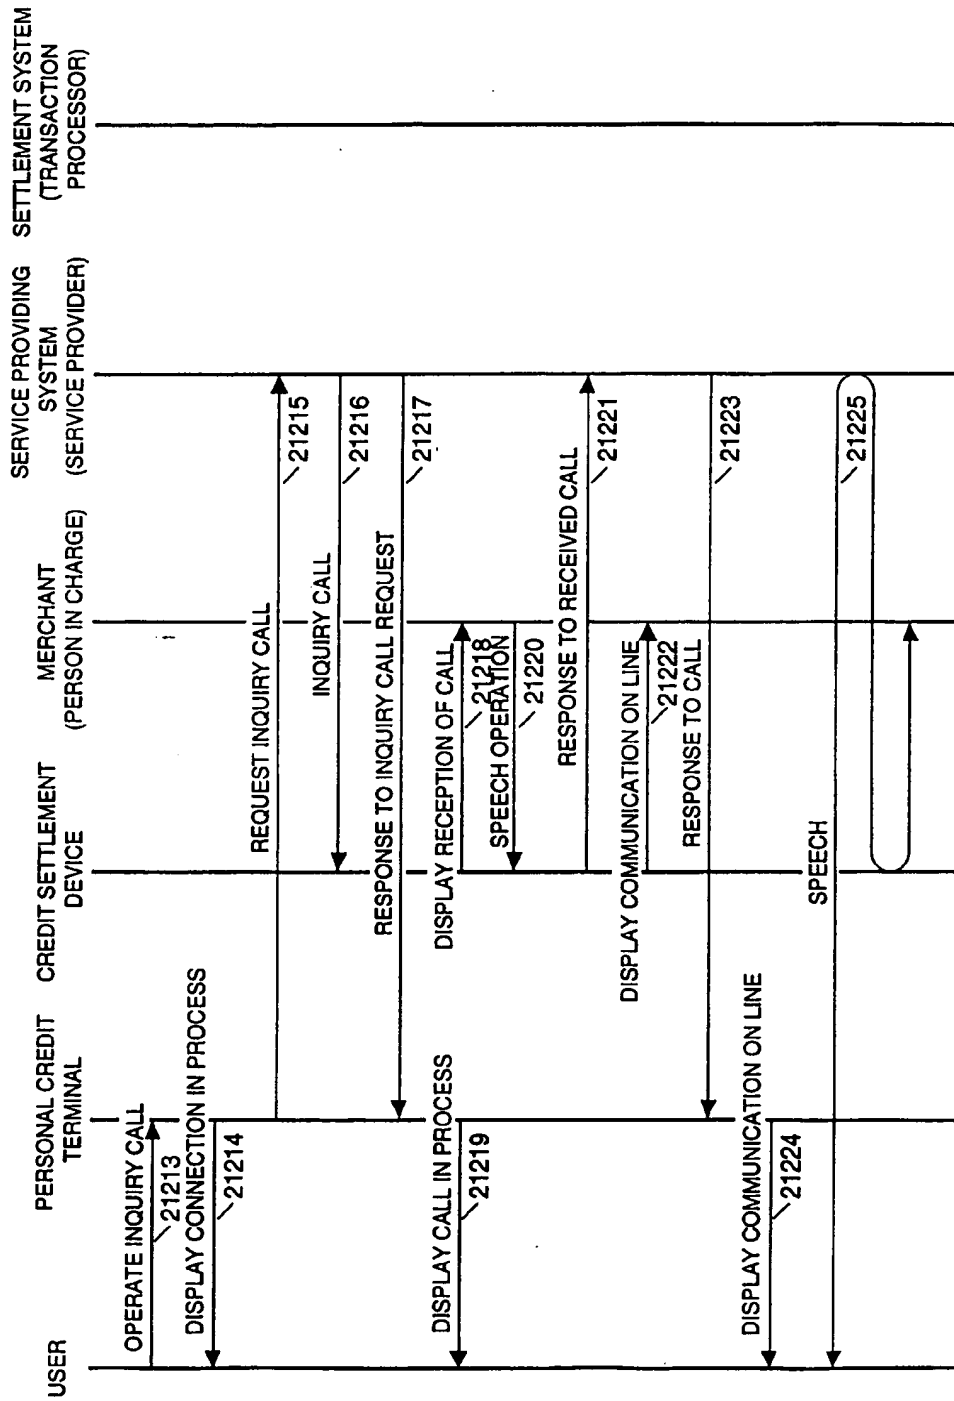 USER
PERSONAL CREDIT
TERMINAL
CREDIT SETTLEMENT
DEVICE
MERCHANT
(PERSON IN CHARGE)
SERVICE PROVIDING
SYSTEM
(SERVICE PROVIDER)
SETTLEMENT SYSTEM
(TRANSACTION
PROCESSOR)
OPERATE INQUIRY CALL
21213
DISPLAY CONNECTION IN PROCESS
21214
REQUEST INQUIRY CALL
21215
INQUIRY CALL
21216
RESPONSE TO INQUIRY CALL REQUEST
21217
DISPLAY RECEPTION OF CALL
21218
DISPLAY CALL IN PROCESS
21219
SPEECH OPERATION
21220
RESPONSE TO RECEIVED CALL
21221
DISPLAY COMMUNICATION ON LINE
21222
RESPONSE TO CALL
21223
DISPLAY COMMUNICATION ON LINE
21224
SPEECH
21225